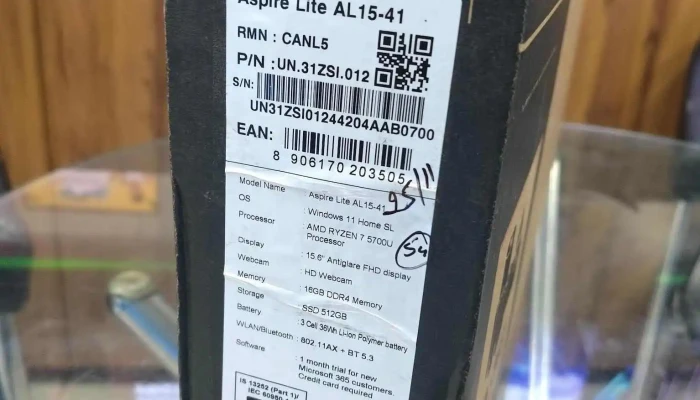 Aspire Lite AL15-41
RMN : CANL5
P/N : UN.31ZSI.012
S/N:
UN31ZSI01244204AAB0700
EAN:
8 906170 203505
Model Name : Aspire Lite AL15-41
OS : Windows 11 Home SL
Processor : AMD RYZEN 7 5700U
Processor
Display : 15.6" Antiglare FHD display
Webcam : HD Webcam
Memory : 16GB DDR4 Memory
Storage : SSD 512GB
Battery : 3 Cell 36Wh Li-ion Polymer battery
WLAN/Bluetooth : 802.11AX + BT 5.3
Software : 1 month trial for new
Microsoft 365 customers.
Credit card required
IS 13252 (Part 1)/